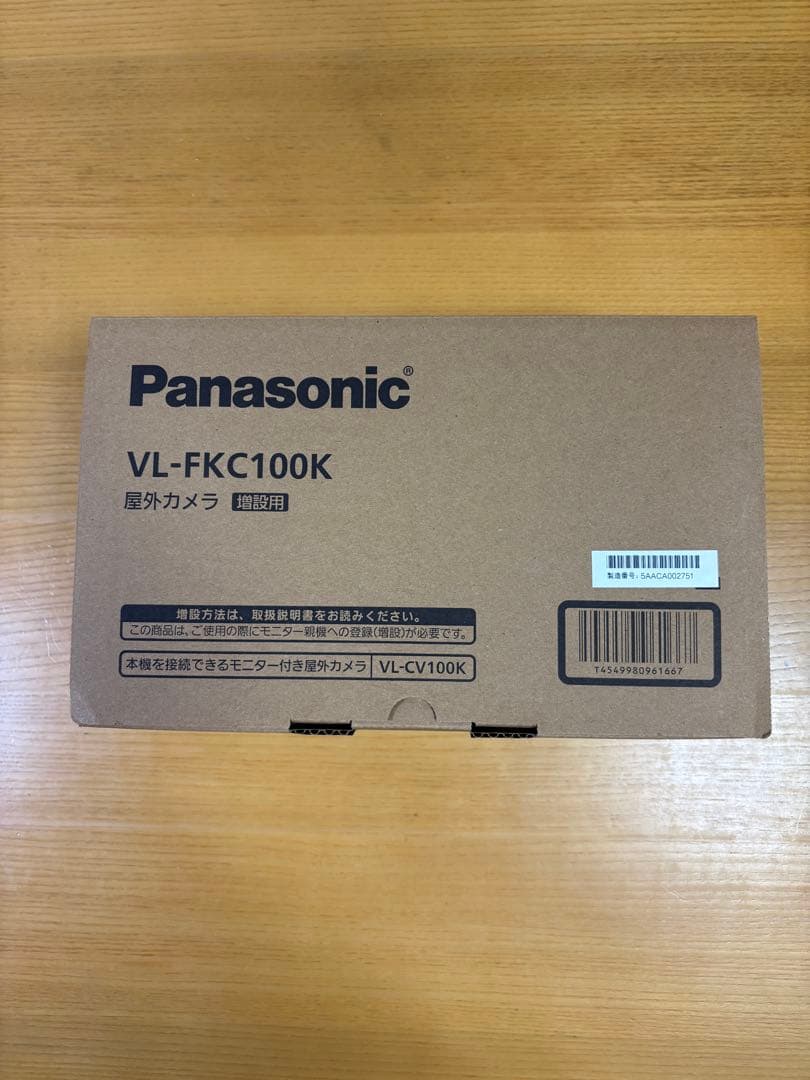 Panasonic®
VL-FKC100K
屋外カメラ 増設用
製造番号:5AACA002751
増設方法は、取扱説明書をお読みください。
この商品は、ご使用の際にモニター親機への登録(増設)が必要です。
本機を接続できるモニター付き屋外カメラ VL-CV100K
T4549980961667